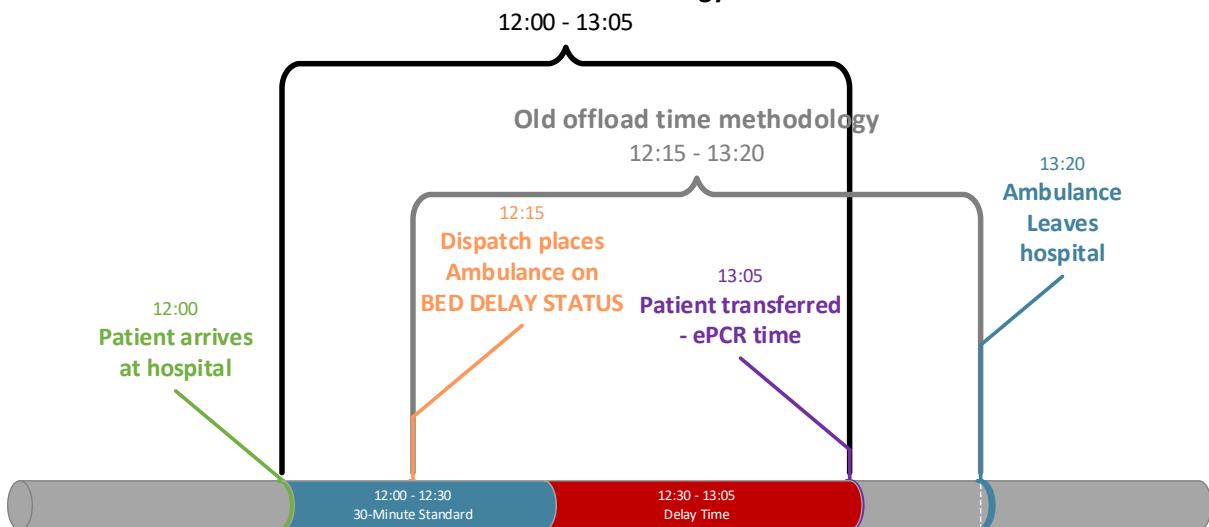 12:00 - 13:05
Old offload time methodology
12:15 - 13:20
13:20
Ambulance
Leaves
hospital
12:15
Dispatch places
Ambulance on
BED DELAY STATUS
13:05
Patient transferred
- ePCR time
12:00
Patient arrives
at hospital
12:00 - 12:30
30-Minute Standard
12:30 - 13:05
Delay Time